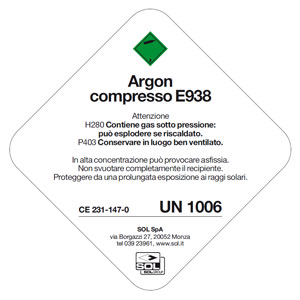 Argon
compresso E938
Attenzione
H280 Contiene gas sotto pressione:
può esplodere se riscaldato.
P403 Conservare in luogo ben ventilato.
In alta concentrazione può provocare asfissia.
Non svuotare completamente il recipiente.
Proteggere da una prolungata esposizione ai raggi solari.
CE 231-147-0 UN 1006
SOL SpA
via Borgazzi 27, 20052 Monza
tel 039 23961, www.sol.it
SOL
SOLGROUP